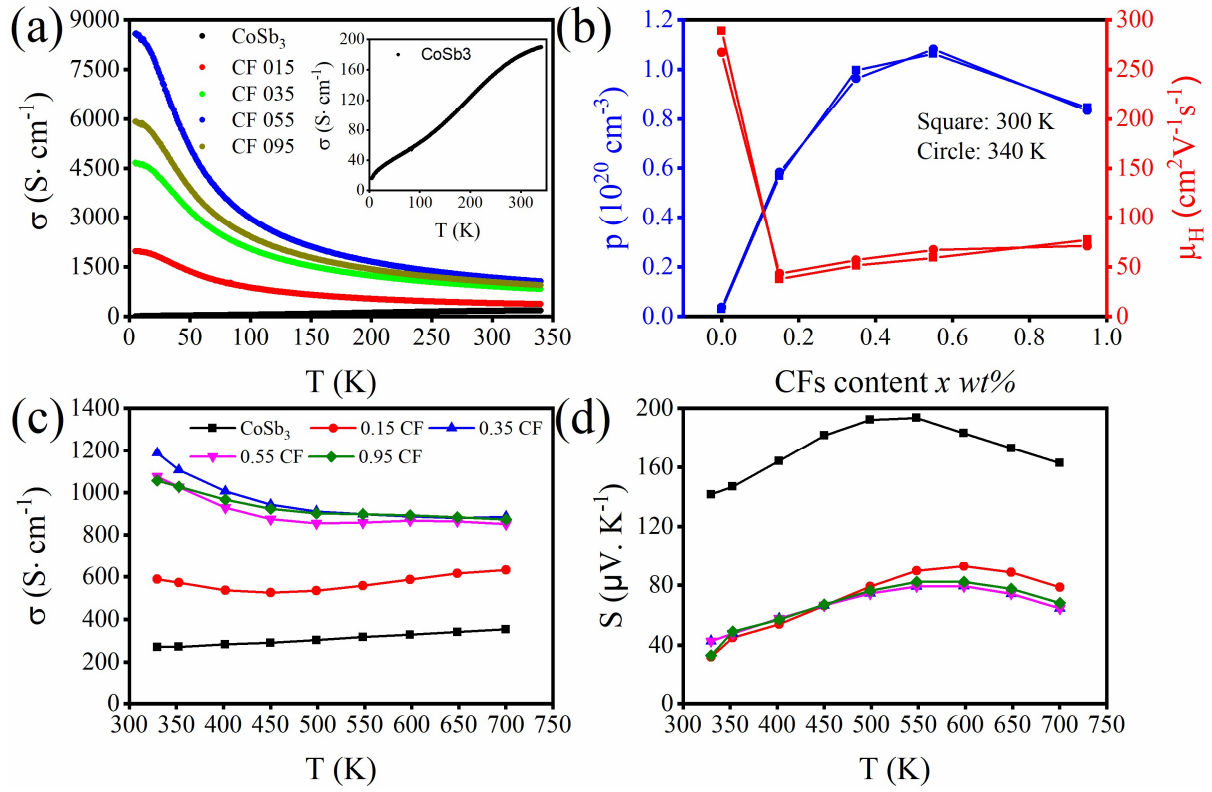 (a)
9000
7500
6000
4500
3000
1500
0
σ (S· cm⁻¹)
CoSb₃
CF 015
CF 035
CF 055
CF 095
200
160
120
80
40
0
σ (S· cm⁻¹)
CoSb3
0 100 200 300
T (K)
0 50 100 150 200 250 300 350
T (K)
(b)
1.2
1.0
0.8
0.6
0.4
0.2
0.0
p (10²⁰ cm⁻³)
Square: 300 K
Circle: 340 K
300
250
200
150
100
50
0
μH (cm²V⁻¹s⁻¹)
0.0 0.2 0.4 0.6 0.8 1.0
CFs content x wt%
(c)
1400
1200
1000
800
600
400
200
0
σ (S· cm⁻¹)
CoSb₃ 0.15 CF 0.35 CF
0.55 CF 0.95 CF
300 350 400 450 500 550 600 650 700 750
T (K)
(d)
200
160
120
80
40
0
S (μV. K⁻¹)
300 350 400 450 500 550 600 650 700 750
T (K)